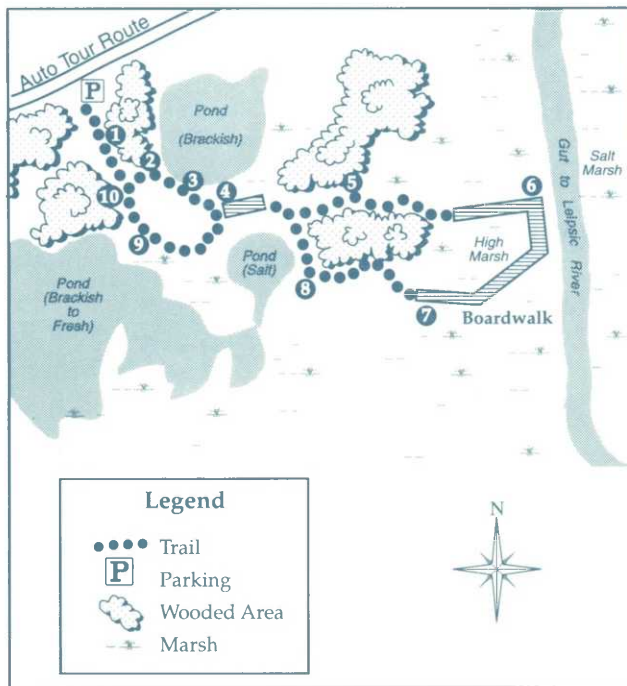 Auto Tour Route
P
1
2
3
4
5
6
7
8
9
10
Pond
(Brackish)
Pond
(Salt)
Pond
(Brackish
to
Fresh)
High
Marsh
Boardwalk
Gut to Leipsic River
Salt
Marsh
Legend
Trail
P
Parking
Wooded Area
Marsh
N